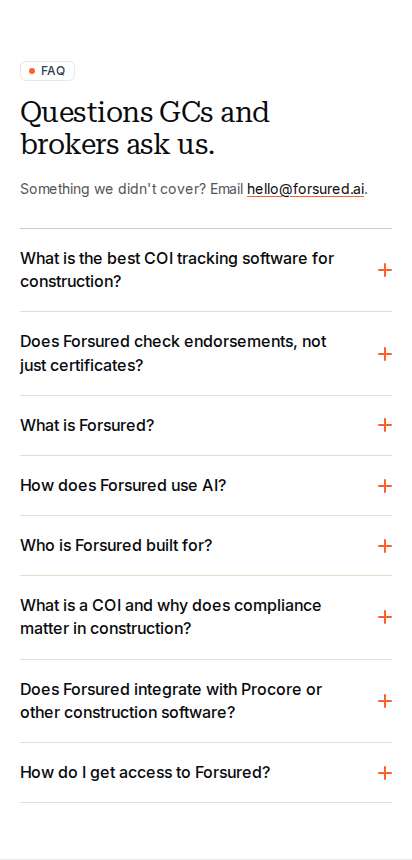 FAQ
Questions GCs and
brokers ask us.
Something we didn't cover? Email hello@forsured.ai.
What is the best COI tracking software for
construction?
Does Forsured check endorsements, not
just certificates?
What is Forsured?
How does Forsured use AI?
Who is Forsured built for?
What is a COI and why does compliance
matter in construction?
Does Forsured integrate with Procore or
other construction software?
How do I get access to Forsured?